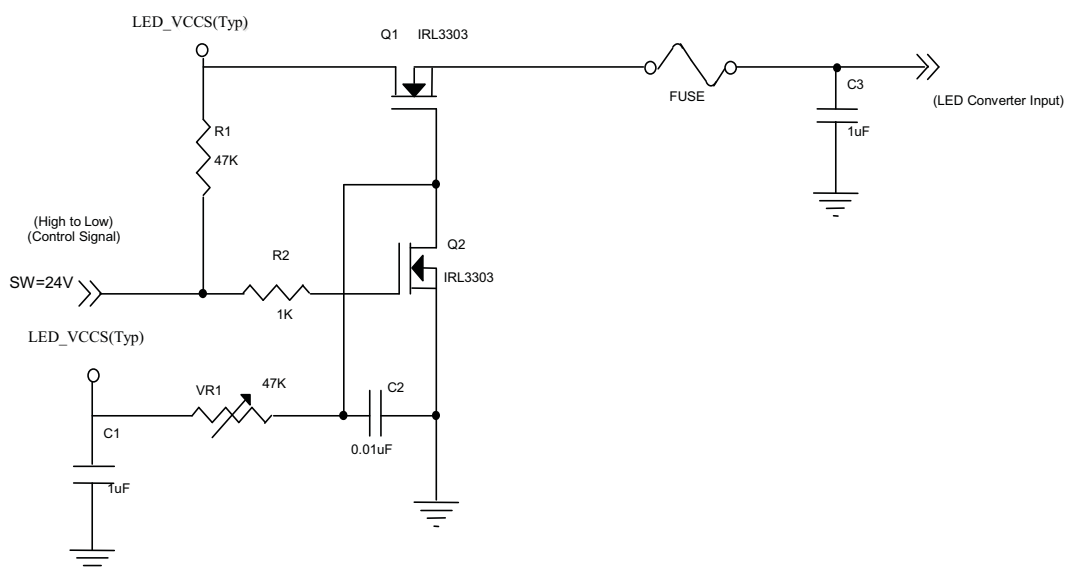 LED_VCCS(Typ)
Q1 IRL3303
R1
47K
FUSE
C3
1uF
(LED Converter Input)
(High to Low)
(Control Signal)
SW=24V
R2
1K
Q2
IRL3303
LED_VCCS(Typ)
VR1
47K
C2
0.01uF
C1
1uF